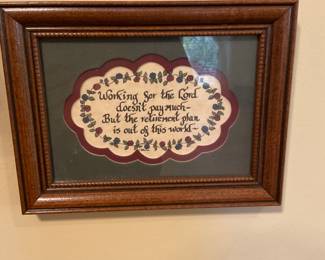 Working for the Lord
doesn't pay much-
But the retirement plan
is out of this world-